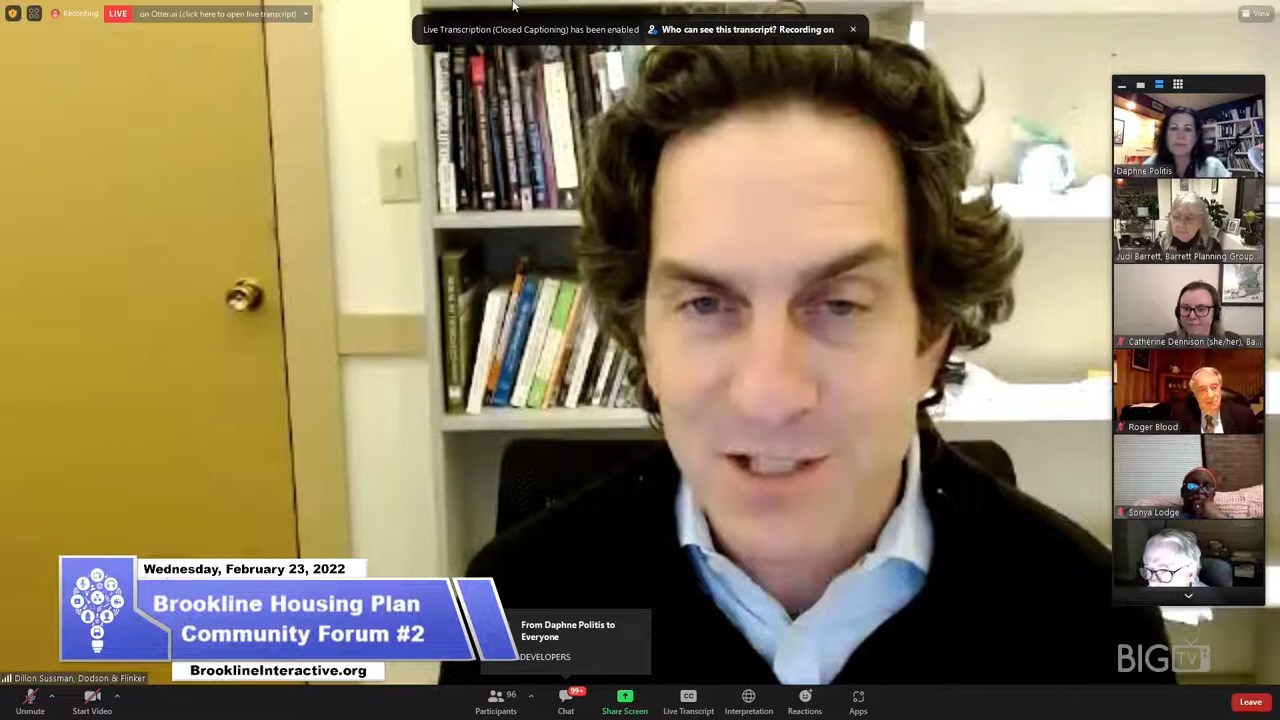 Recording
LIVE
on Otter.ai (click here to open live transcript)
Live Transcription (Closed Captioning) has been enabled
Who can see this transcript? Recording on
View
Daphne Politis
Judi Barrett, Barrett Planning Group...
Catherine Dennison (she/her), Ba...
Roger Blood
Sonya Lodge
Wednesday, February 23, 2022
Brookline Housing Plan
Community Forum #2
BrooklineInteractive.org
From Daphne Politis to
Everyone
DEVELOPERS
BIG TV
Dillon Sussman, Dodson & Flinker
Unmute
Start Video
96
Participants
99+
Chat
Share Screen
CC
Live Transcript
Interpretation
Reactions
Apps
Leave